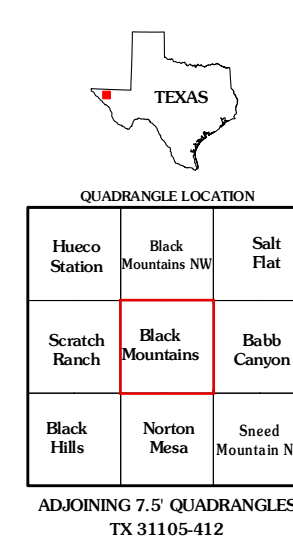 TEXAS
QUADRANGLE LOCATION
Hueco
Station
Black
Mountains NW
Salt
Flat
Scratch
Ranch
Black
Mountains
Babb
Canyon
Black
Hills
Norton
Mesa
Sneed
Mountain N
ADJOINING 7.5' QUADRANGLES
TX 31105-412